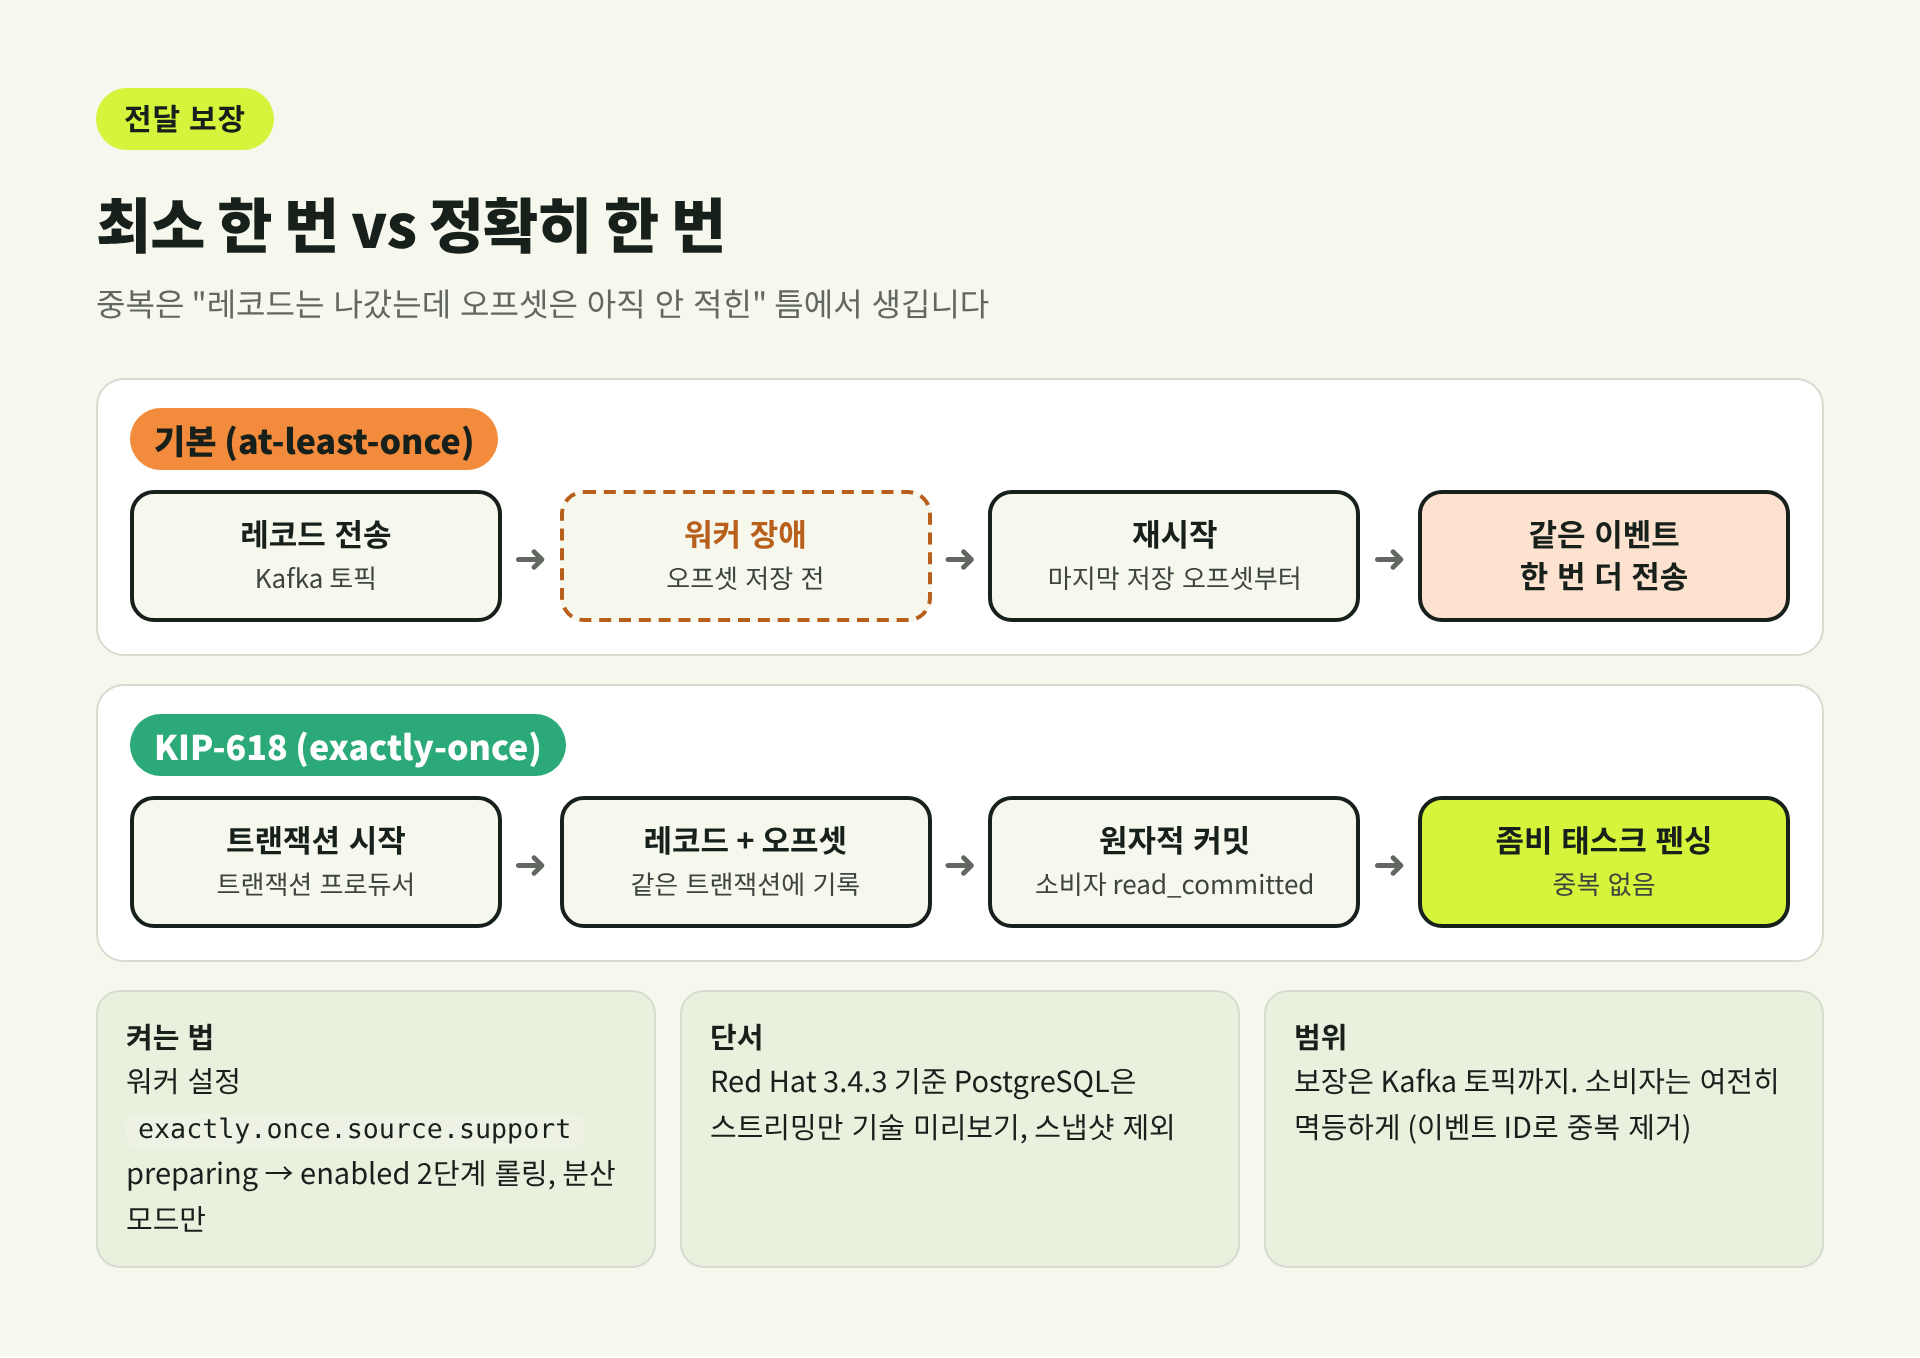 전달 보장
최소 한 번 vs 정확히 한 번
중복은 "레코드는 나갔는데 오프셋은 아직 안 적힌" 틈에서 생깁니다
기본 (at-least-once)
레코드 전송
Kafka 토픽
→
워커 장애
오프셋 저장 전
→
재시작
마지막 저장 오프셋부터
→
같은 이벤트
한 번 더 전송
KIP-618 (exactly-once)
트랜잭션 시작
트랜잭션 프로듀서
→
레코드 + 오프셋
같은 트랜잭션에 기록
→
원자적 커밋
소비자 read_committed
→
좀비 태스크 펜싱
중복 없음
켜는 법
워커 설정
exactly.once.source.support
preparing → enabled 2단계 롤링, 분산
모드만
단서
Red Hat 3.4.3 기준 PostgreSQL은
스트리밍만 기술 미리보기, 스냅샷 제외
범위
보장은 Kafka 토픽까지. 소비자는 여전히
멱등하게 (이벤트 ID로 중복 제거)